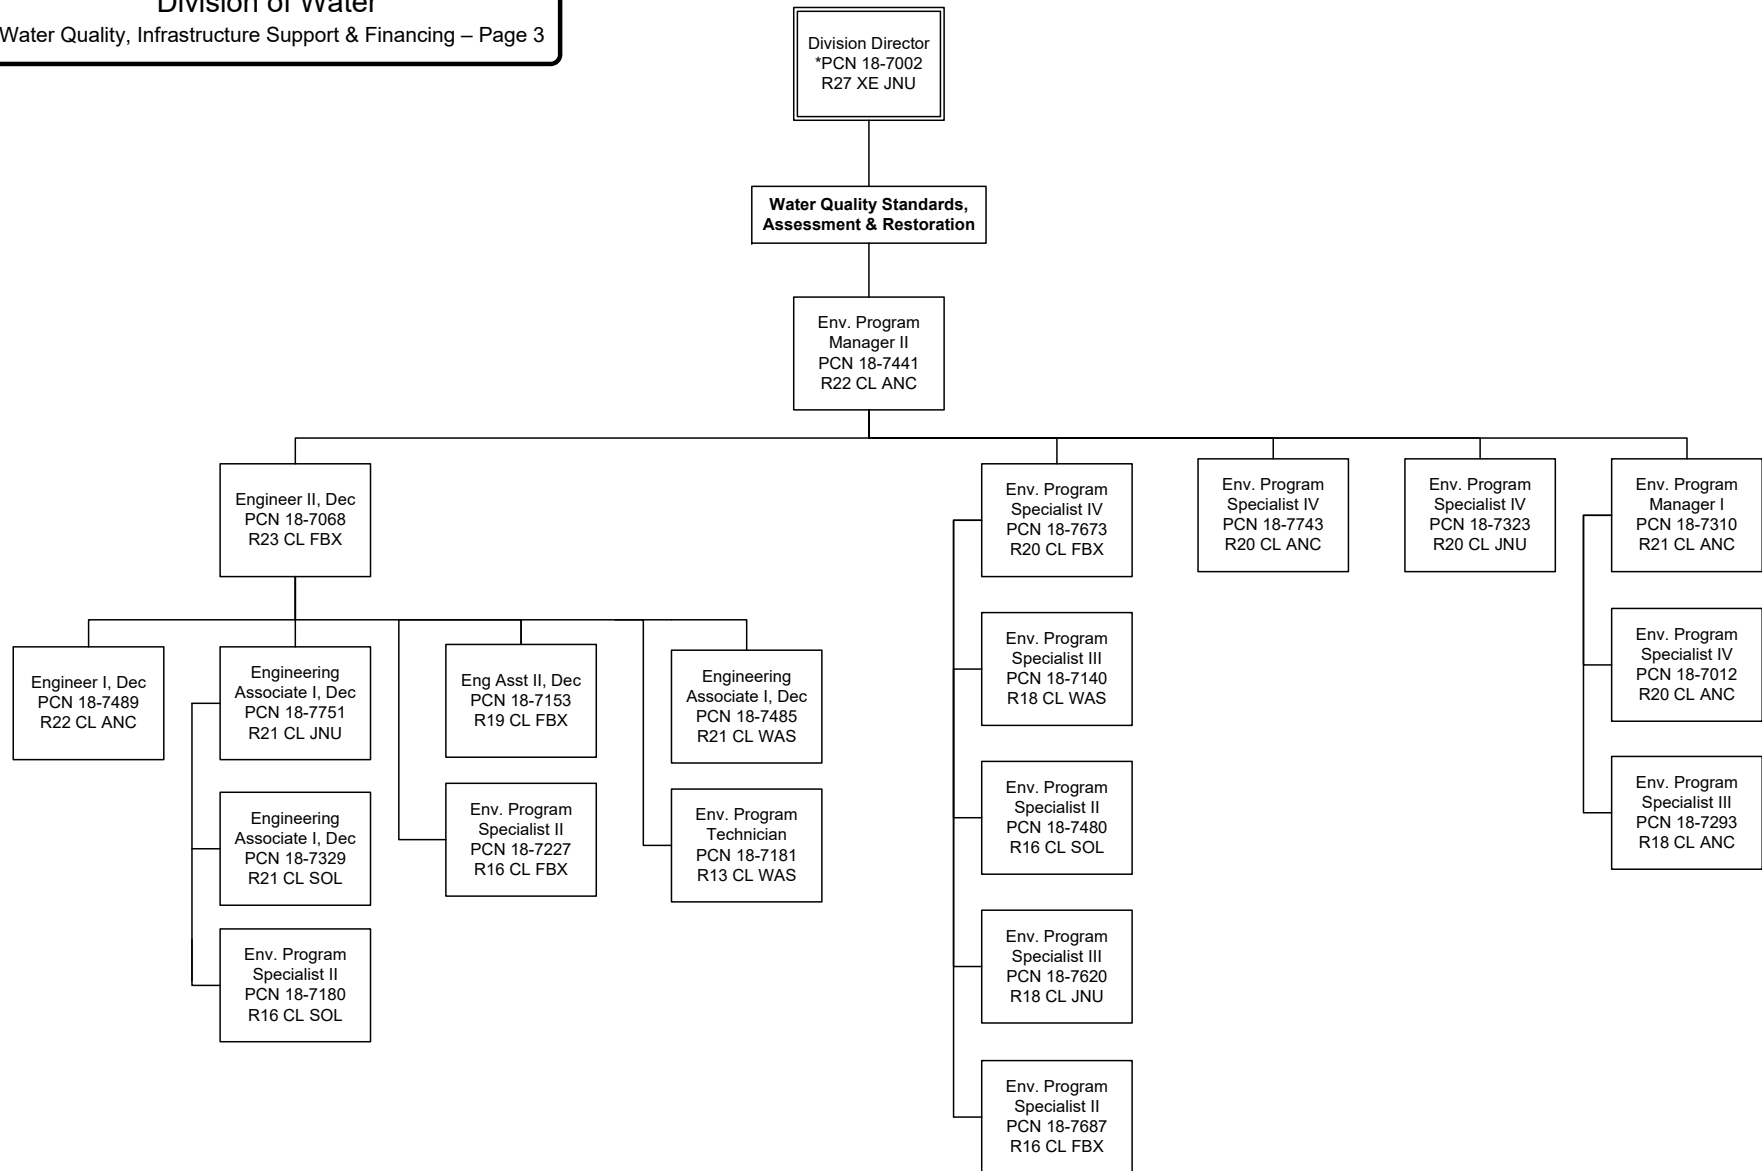 Division of Water
Water Quality, Infrastructure Support & Financing – Page 3
Division Director
*PCN 18-7002
R27 XE JNU
Water Quality Standards,
Assessment & Restoration
Env. Program
Manager II
PCN 18-7441
R22 CL ANC
Engineer II, Dec
PCN 18-7068
R23 CL FBX
Env. Program
Specialist IV
PCN 18-7673
R20 CL FBX
Env. Program
Specialist IV
PCN 18-7743
R20 CL ANC
Env. Program
Specialist IV
PCN 18-7323
R20 CL JNU
Env. Program
Manager I
PCN 18-7310
R21 CL ANC
Engineer I, Dec
PCN 18-7489
R22 CL ANC
Engineering
Associate I, Dec
PCN 18-7751
R21 CL JNU
Eng Asst II, Dec
PCN 18-7153
R19 CL FBX
Engineering
Associate I, Dec
PCN 18-7485
R21 CL WAS
Env. Program
Specialist III
PCN 18-7140
R18 CL WAS
Env. Program
Specialist IV
PCN 18-7012
R20 CL ANC
Engineering
Associate I, Dec
PCN 18-7329
R21 CL SOL
Env. Program
Specialist II
PCN 18-7227
R16 CL FBX
Env. Program
Technician
PCN 18-7181
R13 CL WAS
Env. Program
Specialist II
PCN 18-7480
R16 CL SOL
Env. Program
Specialist III
PCN 18-7293
R18 CL ANC
Env. Program
Specialist II
PCN 18-7180
R16 CL SOL
Env. Program
Specialist III
PCN 18-7620
R18 CL JNU
Env. Program
Specialist II
PCN 18-7687
R16 CL FBX